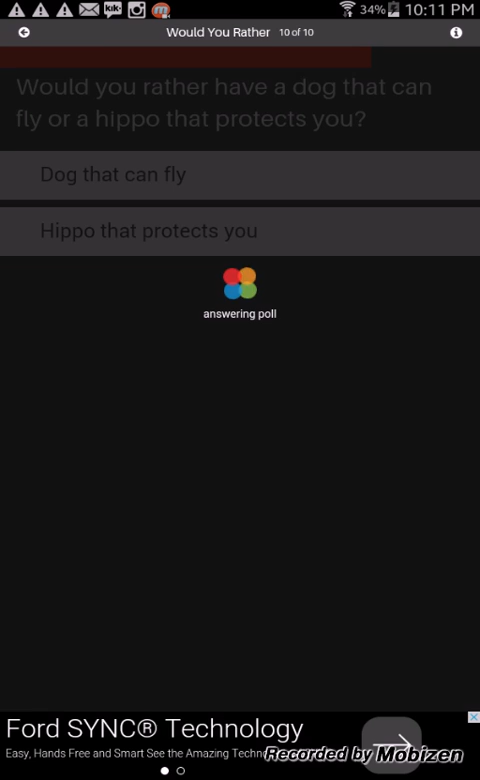 kik 34% 10:11 PM
Would You Rather 10 of 10
Would you rather have a dog that can
fly or a hippo that protects you?
Dog that can fly
Hippo that protects you
answering poll
Ford SYNC® Technology
Easy, Hands Free and Smart See the Amazing
Recorded by Mobizen